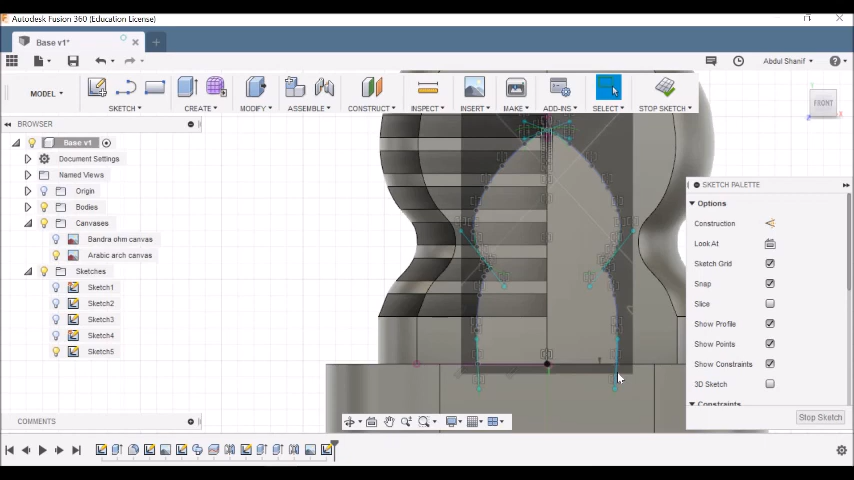 Autodesk Fusion 360 (Education License)
Base v1*
Abdul Shanif
MODEL
SKETCH
CREATE
MODIFY
ASSEMBLE
CONSTRUCT
INSPECT
INSERT
MAKE
ADD-INS
SELECT
STOP SKETCH
FRONT
BROWSER
Base v1
Document Settings
Named Views
Origin
Bodies
Canvases
Bandra ohm canvas
Arabic arch canvas
Sketches
Sketch1
Sketch2
Sketch3
Sketch4
Sketch5
SKETCH PALETTE
Options
Construction
Look At
Sketch Grid
Snap
Slice
Show Profile
Show Points
Show Constraints
3D Sketch
Constraints
Stop Sketch
COMMENTS